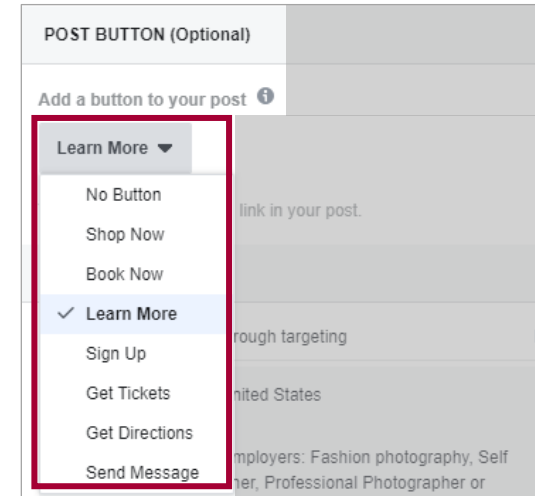 POST BUTTON (Optional)
Add a button to your post
Learn More
No Button
link in your post.
Shop Now
Book Now
Learn More
rough targeting
Sign Up
Get Tickets
nited States
Get Directions
mployers: Fashion photography, Self
Send Message
ner, Professional Photographer or